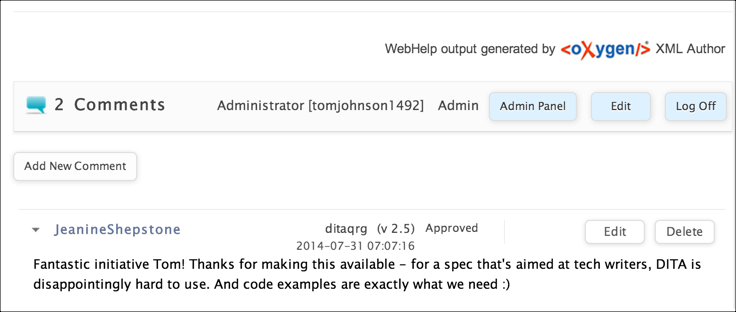 WebHelp output generated by <oXygen/> XML Author
2 Comments Administrator [tomjohnson1492] Admin Admin Panel Edit Log Off
Add New Comment
JeanineShepstone ditaqrg (v 2.5) Approved Edit Delete
2014-07-31 07:07:16
Fantastic initiative Tom! Thanks for making this available - for a spec that's aimed at tech writers, DITA is
disappointingly hard to use. And code examples are exactly what we need :)